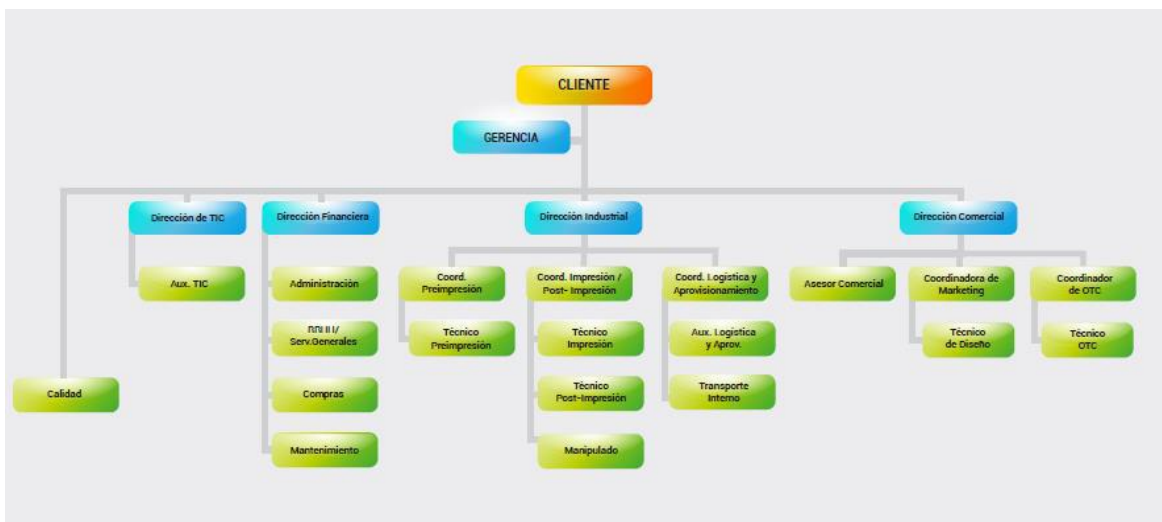 CLIENTE
GERENCIA
Dirección de TIC
Dirección Financiera
Dirección Industrial
Dirección Comercial
Aux. TIC
Administración
Coord.
Preimpresión
Coord. Impresión /
Post- Impresión
Coord. Logística y
Aprovisionamiento
Asesor Comercial
Coordinadora de
Marketing
Coordinador
de OTC
RRHH/
Serv.Generales
Técnico
Preimpresión
Técnico
Impresión
Aux. Logística
y Aprov.
Técnico
de Diseño
Técnico
OTC
Calidad
Compras
Técnico
Post-Impresión
Transporte
Interno
Mantenimiento
Manipulado